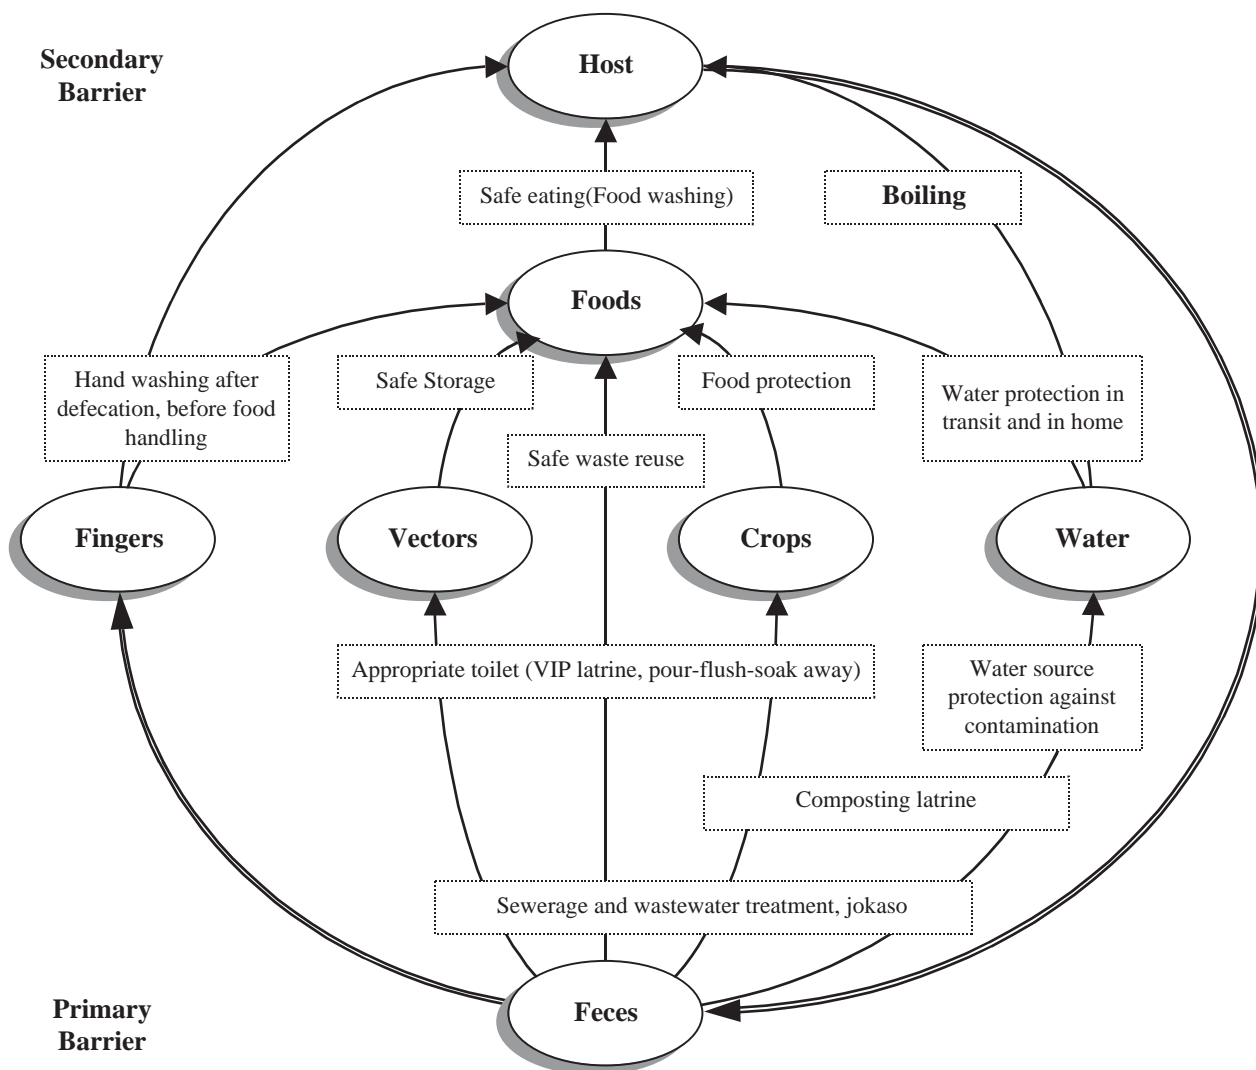 Secondary
Barrier
Host
Safe eating(Food washing)
Boiling
Foods
Hand washing after
defecation, before food
handling
Safe Storage
Food protection
Water protection in
transit and in home
Safe waste reuse
Fingers
Vectors
Crops
Water
Appropriate toilet (VIP latrine, pour-flush-soak away)
Water source
protection against
contamination
Composting latrine
Sewerage and wastewater treatment, jokaso
Primary
Barrier
Feces